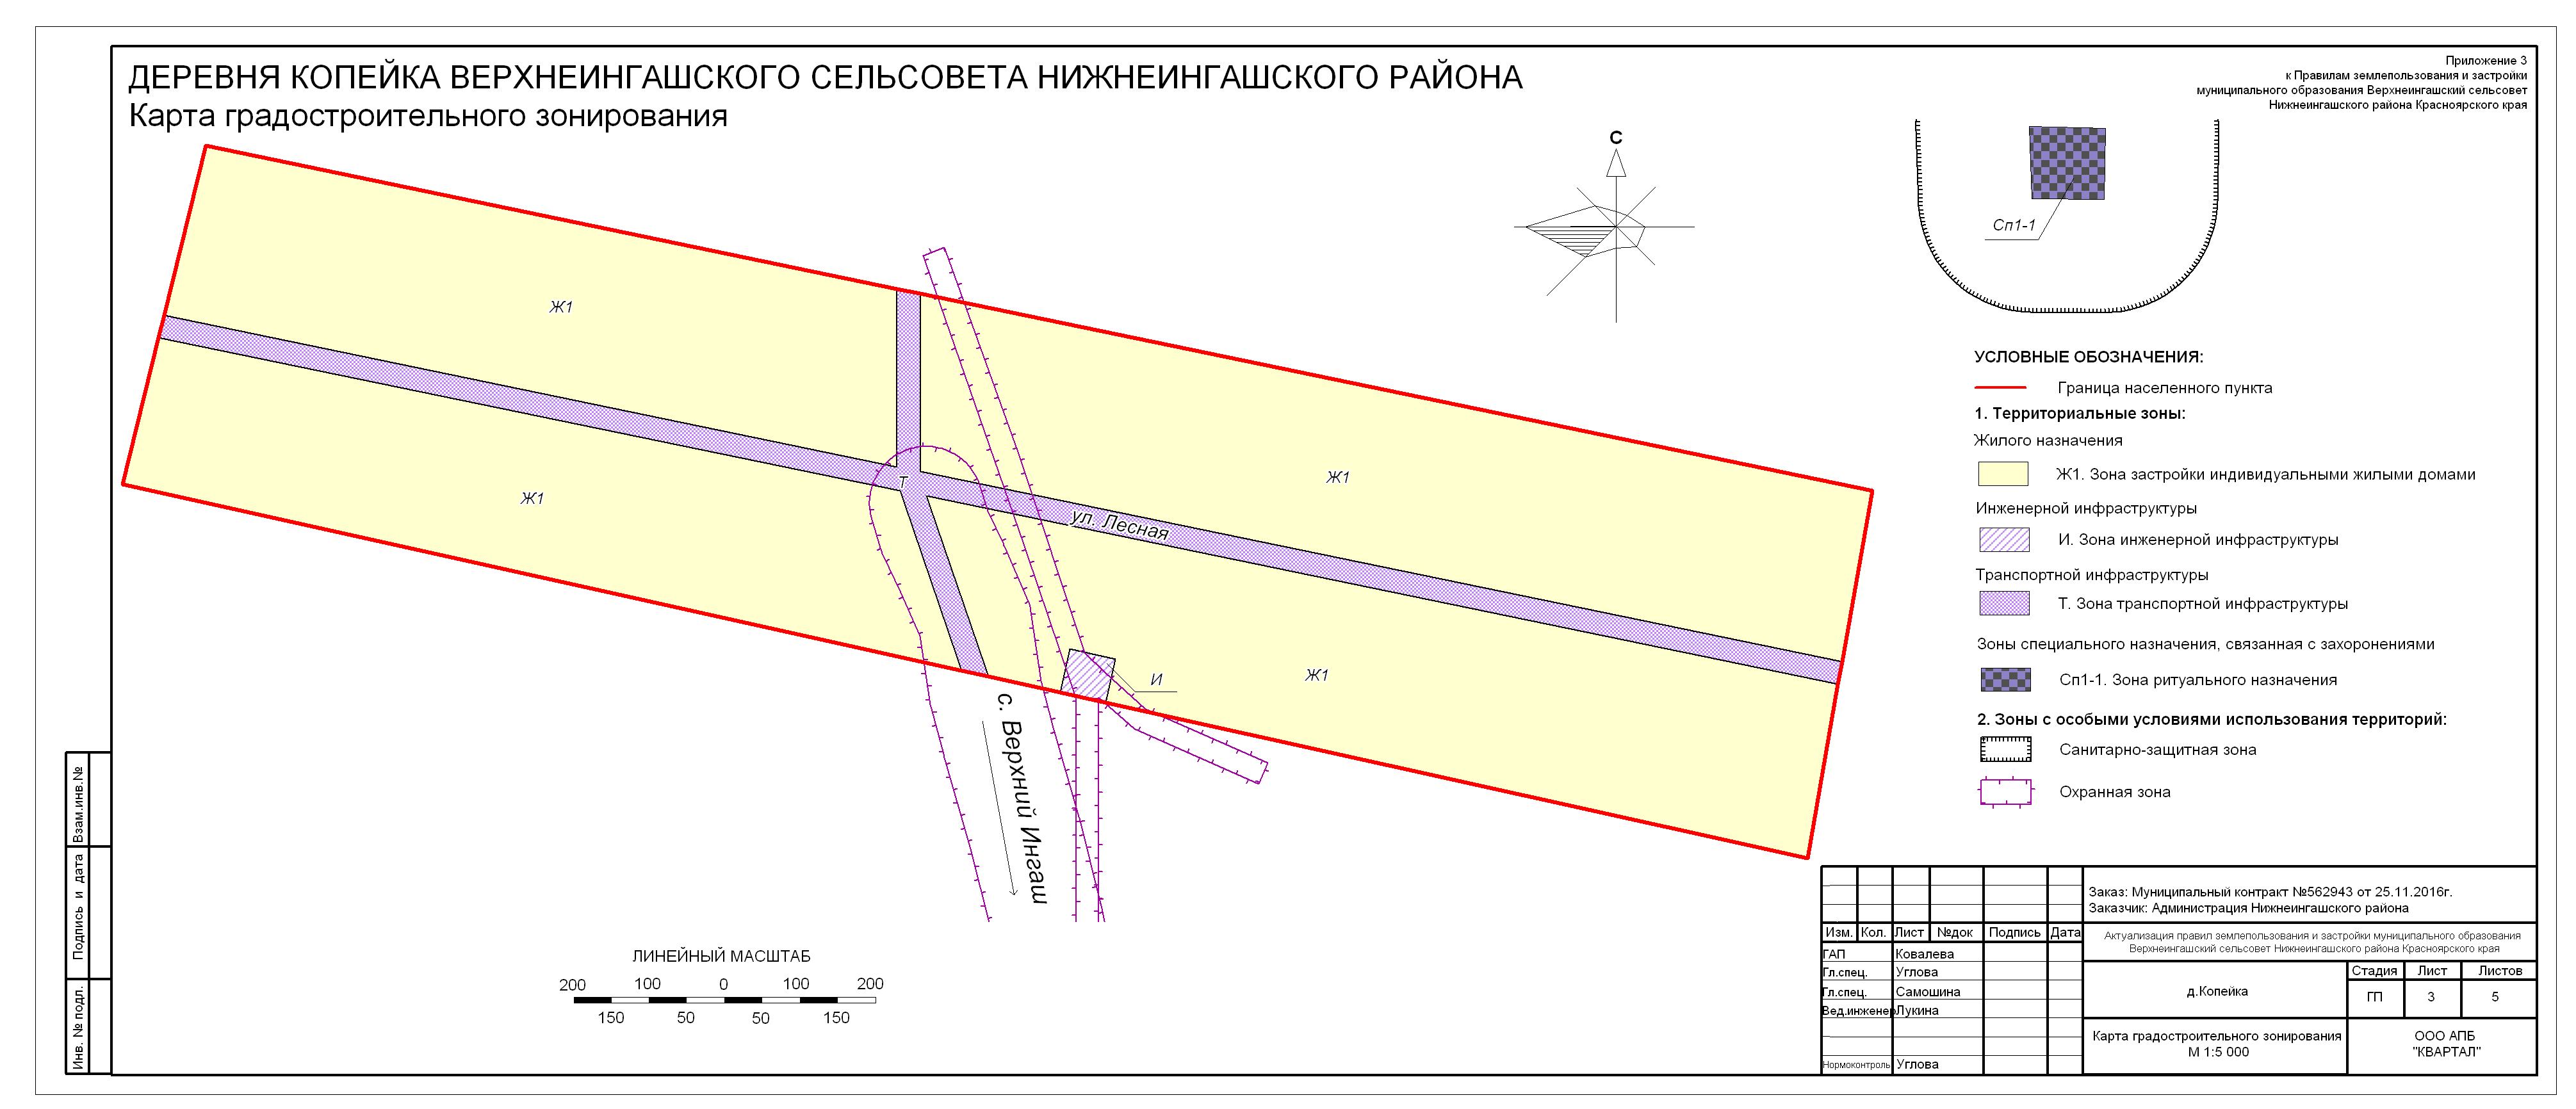 ДЕРЕВНЯ КОПЕЙКА ВЕРХНЕИНГАШСКОГО СЕЛЬСОВЕТА НИЖНЕИНГАШСКОГО РАЙОНА
Карта градостроительного зонирования
Приложение 3
к Правилам землепользования и застройки
муниципального образования Верхнеингашский сельсовет
Нижнеингашского района Красноярского края
С
Сп1-1
Ж1
Ж1
Ж1
Ж1
Т
ул. Лесная
И
с. Верхний Ингаш
УСЛОВНЫЕ ОБОЗНАЧЕНИЯ:
Граница населенного пункта
1. Территориальные зоны:
Жилого назначения
Ж1. Зона застройки индивидуальными жилыми домами
Инженерной инфраструктуры
И. Зона инженерной инфраструктуры
Транспортной инфраструктуры
Т. Зона транспортной инфраструктуры
Зоны специального назначения, связанная с захоронениями
Сп1-1. Зона ритуального назначения
2. Зоны с особыми условиями использования территорий:
Санитарно-защитная зона
Охранная зона
ЛИНЕЙНЫЙ МАСШТАБ
200 100 0 100 200
150 50 50 150
Взам.инв.№
Подпись и дата
Инв. № подл.
Заказ: Муниципальный контракт №562943 от 25.11.2016г.
Заказчик: Администрация Нижнеингашского района
Изм. Кол. Лист №док Подпись Дата
Актуализация правил землепользования и застройки муниципального образования
Верхнеингашский сельсовет Нижнеингашского района Красноярского края
ГАП Ковалева
Гл.спец. Углова
Гл.спец. Самошина
Вед.инженер Лукина
Нормоконтроль Углова
д.Копейка
Стадия Лист Листов
ГП 3 5
Карта градостроительного зонирования
М 1:5 000
ООО АПБ
"КВАРТАЛ"